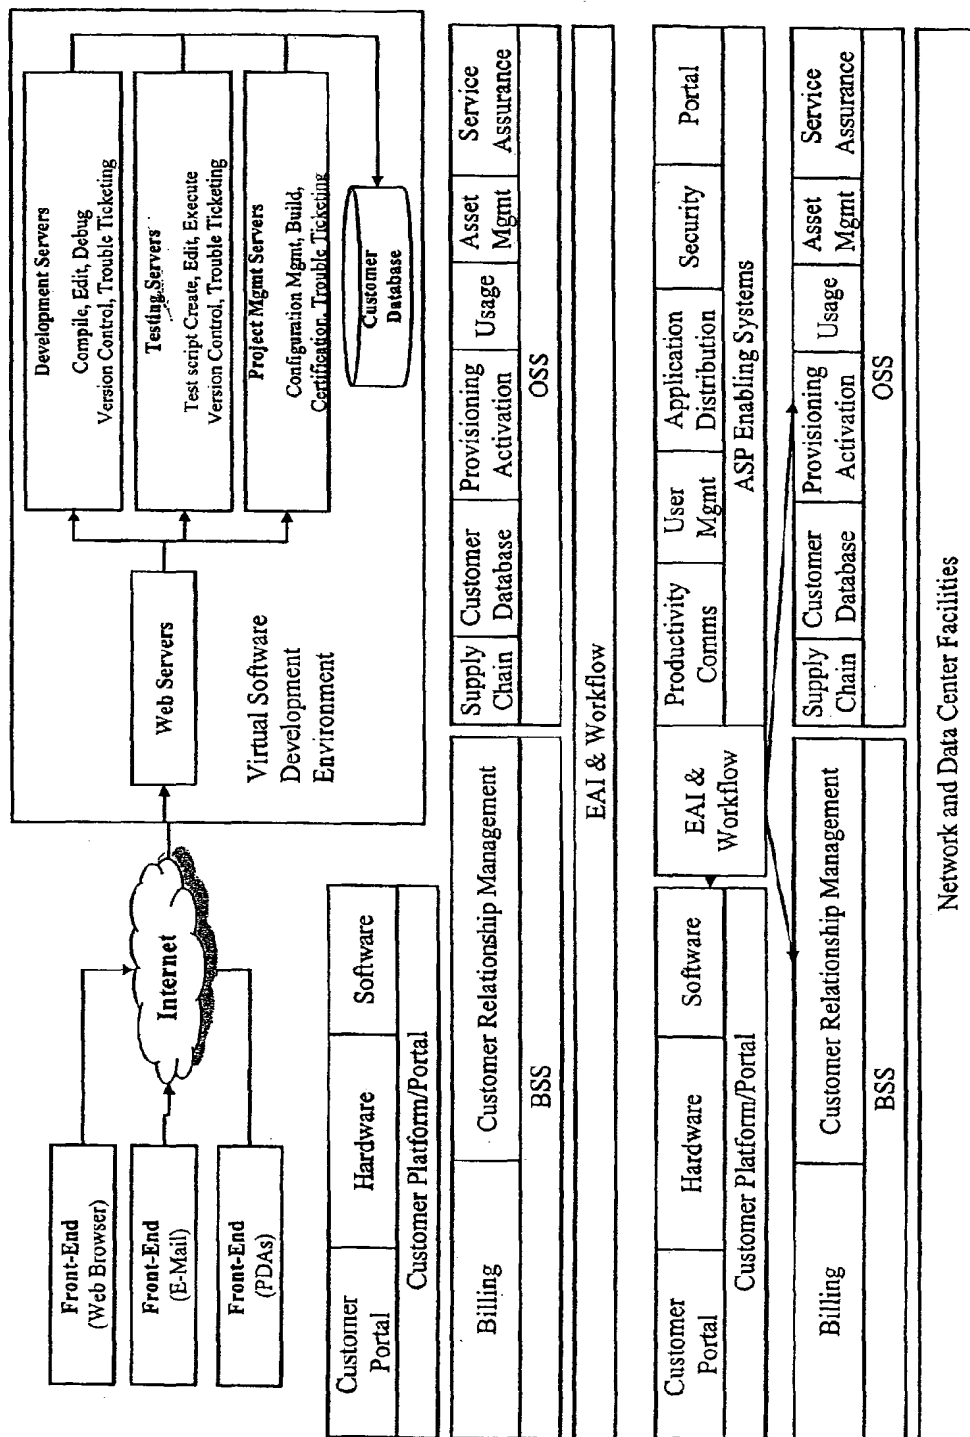 Front-End
(Web Browser)
Front-End
(E-Mail)
Front-End
(PDAs)
Internet
Web Servers
Virtual Software
Development
Environment
Development Servers
Compile, Edit, Debug
Version Control, Trouble Ticketing
Testing Servers
Test script Create, Edit, Execute
Version Control, Trouble Ticketing
Project Mgmt Servers
Configuration Mgmt, Build,
Certification, Trouble Ticketing
Customer
Database
Customer
Portal
Hardware
Software
Customer Platform/Portal
Billing
Customer Relationship Management
BSS
Supply
Chain
Customer
Database
Provisioning
Activation
Usage
Asset
Mgmt
Service
Assurance
OSS
EAI & Workflow
Customer
Portal
Hardware
Software
Customer Platform/Portal
EAI &
Workflow
Productivity
Comms
User
Mgmt
Application
Distribution
Security
Portal
ASP Enabling Systems
Billing
Customer Relationship Management
BSS
Supply
Chain
Customer
Database
Provisioning
Activation
Usage
Asset
Mgmt
Service
Assurance
OSS
Network and Data Center Facilities